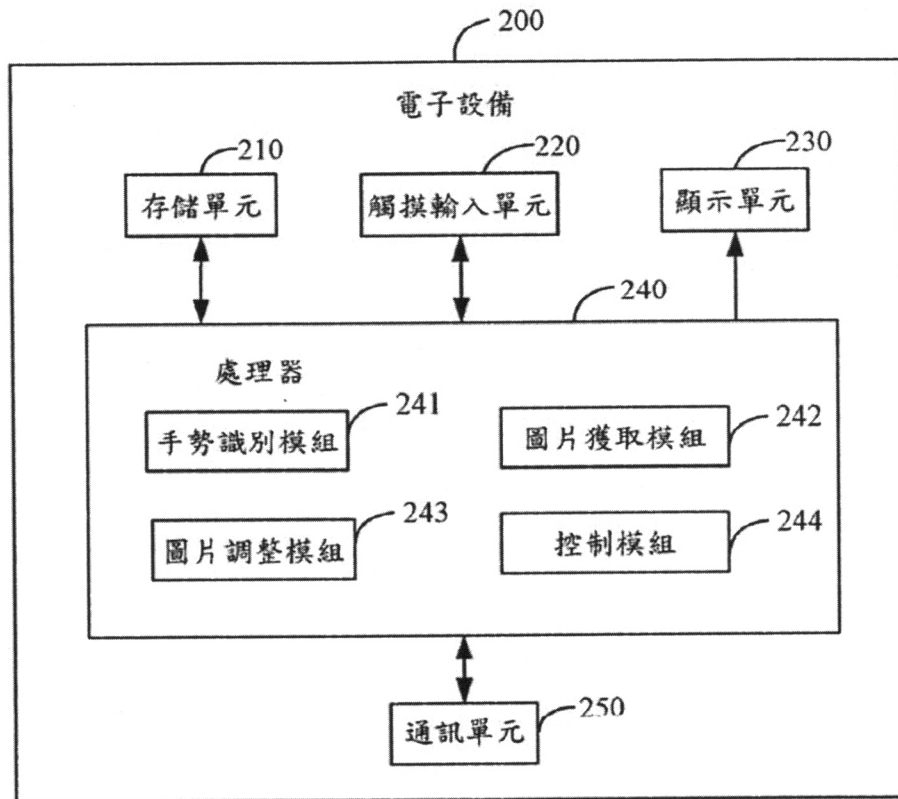 200
電子設備
210
220
230
存儲單元
觸摸輸入單元
顯示單元
240
處理器
241
242
手勢識別模組
圖片獲取模組
243
244
圖片調整模組
控制模組
250
通訊單元